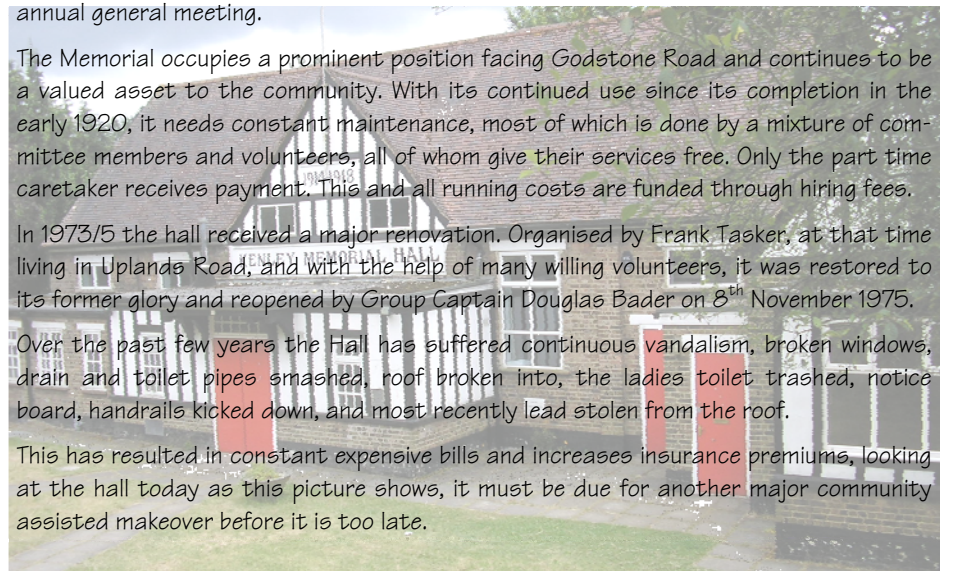 annual general meeting.
The Memorial occupies a prominent position facing Godstone Road and continues to be
a valued asset to the community. With its continued use since its completion in the
early 1920, it needs constant maintenance, most of which is done by a mixture of com-
mittee members and volunteers, all of whom give their services free. Only the part time
1914-1918
caretaker receives payment. This and all running costs are funded through hiring fees.
In 1973/5 the hall received a major renovation. Organised by Frank Tasker, at that time
KENLEY MEMORIAL HALL
living in Uplands Road, and with the help of many willing volunteers, it was restored to
its former glory and reopened by Group Captain Douglas Bader on 8th November 1975.
Over the past few years the Hall has suffered continuous vandalism, broken windows,
drain and toilet pipes smashed, roof broken into, the ladies toilet trashed, notice
board, handrails kicked down, and most recently lead stolen from the roof.
This has resulted in constant expensive bills and increases insurance premiums, looking
at the hall today as this picture shows, it must be due for another major community
assisted makeover before it is too late.